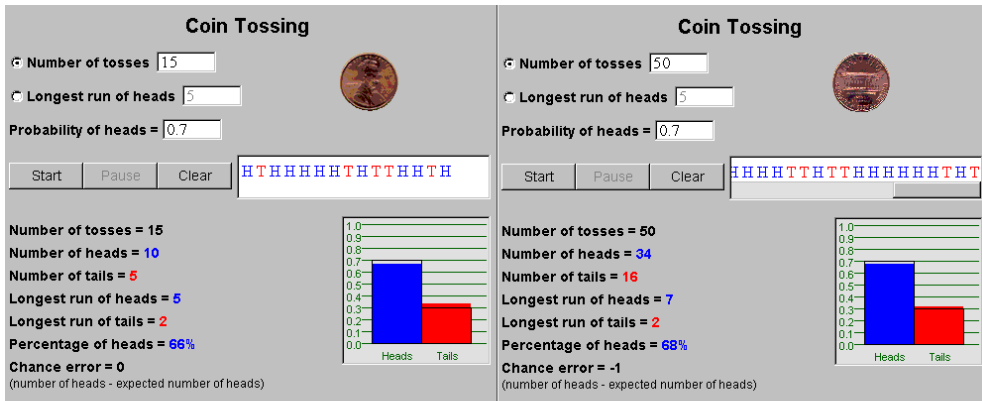 Coin Tossing
Number of tosses 15
Longest run of heads 5
Probability of heads = 0.7
Start Pause Clear
HTHHHHHTHTTHHTH
Number of tosses = 15
Number of heads = 10
Number of tails = 5
Longest run of heads = 5
Longest run of tails = 2
Percentage of heads = 66%
Chance error = 0
(number of heads - expected number of heads)
1.0
0.9
0.8
0.7
0.6
0.5
0.4
0.3
0.2
0.1
0.0
Heads Tails
Coin Tossing
Number of tosses 50
Longest run of heads 5
Probability of heads = 0.7
Start Pause Clear
HHHHTTHTTHHHHHHTHT
Number of tosses = 50
Number of heads = 34
Number of tails = 16
Longest run of heads = 7
Longest run of tails = 2
Percentage of heads = 68%
Chance error = -1
(number of heads - expected number of heads)
1.0
0.9
0.8
0.7
0.6
0.5
0.4
0.3
0.2
0.1
0.0
Heads Tails